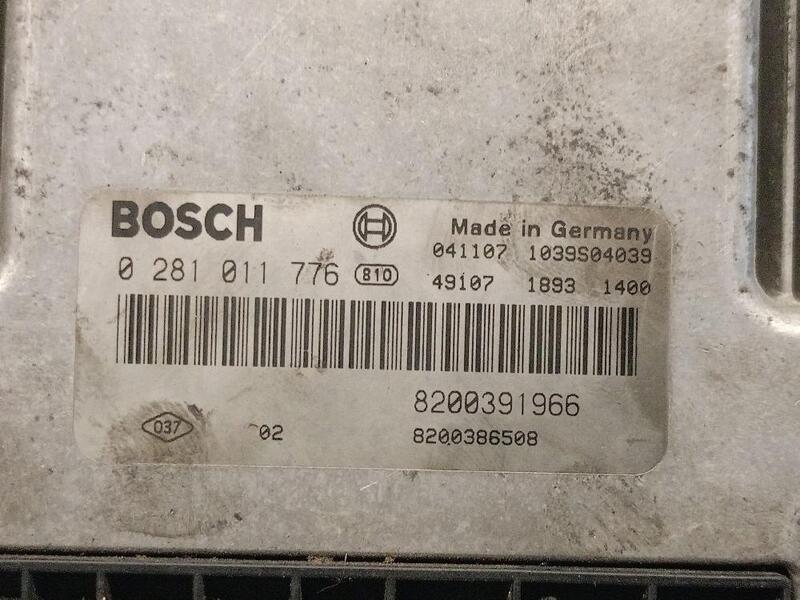 BOSCH
Made in Germany
041107 1039S04039
0 281 011 776 810
49107 1893 1400
8200391966
037 02 8200386508